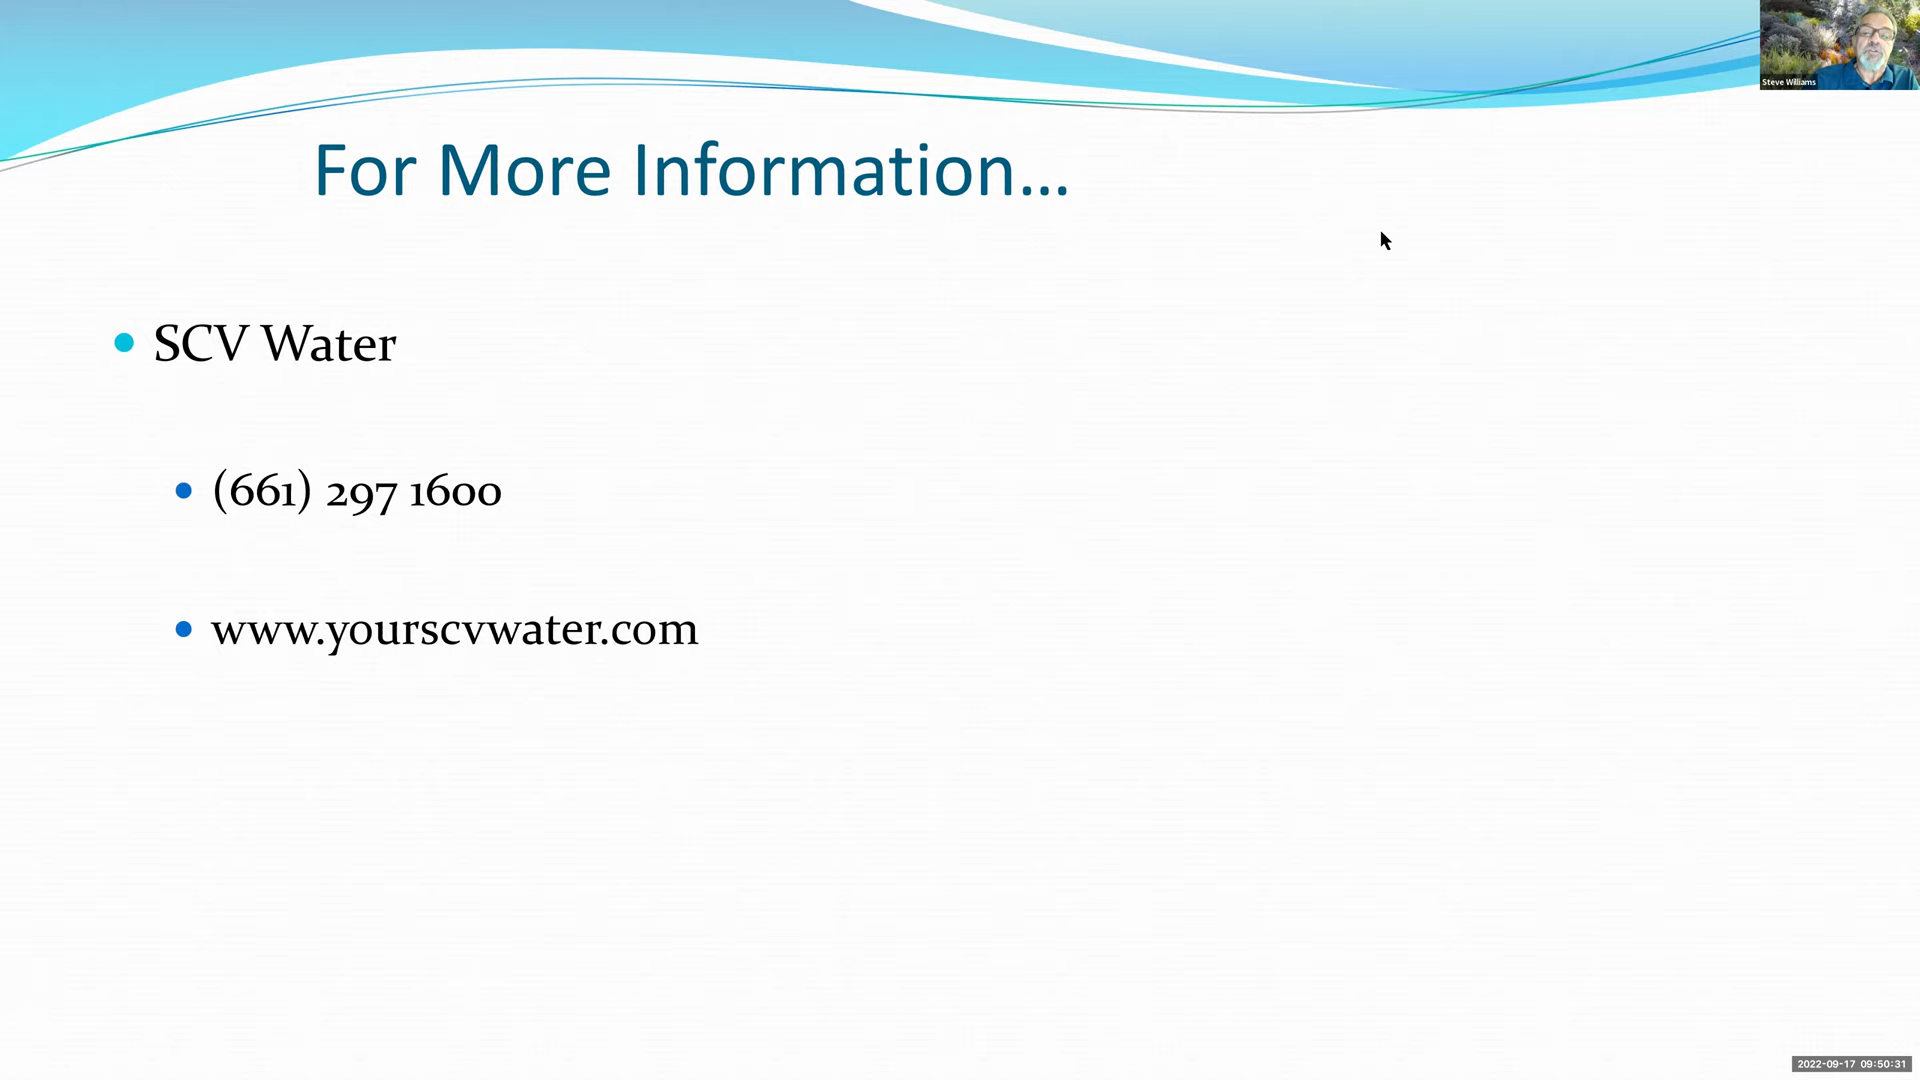 Steve Williams
For More Information...
SCV Water
(661) 297 1600
www.yourscvwater.com
2022-09-17 09:50:31